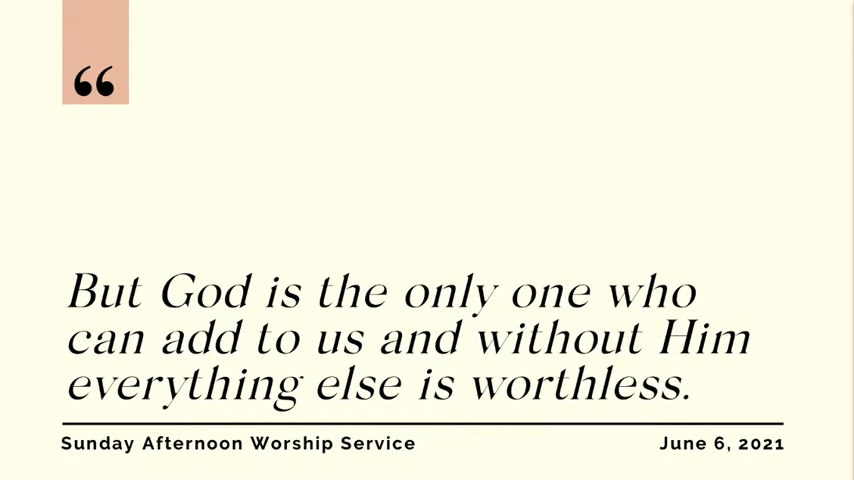 “
But God is the only one who
can add to us and without Him
everything else is worthless.
Sunday Afternoon Worship Service June 6, 2021